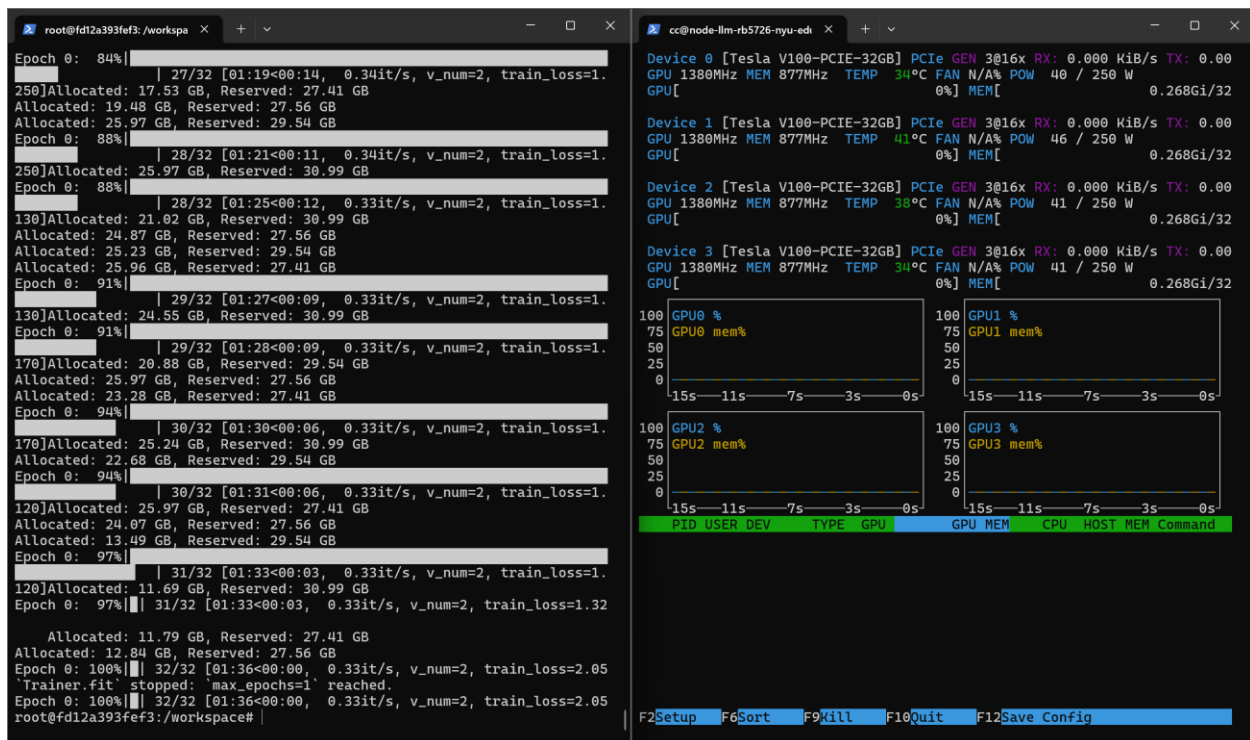 root@fd12a393fef3: /workspa
Epoch 0:  84%|
| 27/32 [01:19<00:14,  0.34it/s, v_num=2, train_loss=1.
250]Allocated: 17.53 GB, Reserved: 27.41 GB
Allocated: 19.48 GB, Reserved: 27.56 GB
Allocated: 25.97 GB, Reserved: 29.54 GB
Epoch 0:  88%|
| 28/32 [01:21<00:11,  0.34it/s, v_num=2, train_loss=1.
250]Allocated: 25.97 GB, Reserved: 30.99 GB
Epoch 0:  88%|
| 28/32 [01:25<00:12,  0.33it/s, v_num=2, train_loss=1.
130]Allocated: 21.02 GB, Reserved: 30.99 GB
Allocated: 24.87 GB, Reserved: 27.56 GB
Allocated: 25.23 GB, Reserved: 29.54 GB
Allocated: 25.96 GB, Reserved: 27.41 GB
Epoch 0:  91%|
| 29/32 [01:27<00:09,  0.33it/s, v_num=2, train_loss=1.
130]Allocated: 24.55 GB, Reserved: 30.99 GB
Epoch 0:  91%|
| 29/32 [01:28<00:09,  0.33it/s, v_num=2, train_loss=1.
170]Allocated: 20.88 GB, Reserved: 29.54 GB
Allocated: 25.97 GB, Reserved: 27.56 GB
Allocated: 23.28 GB, Reserved: 27.41 GB
Epoch 0:  94%|
| 30/32 [01:30<00:06,  0.33it/s, v_num=2, train_loss=1.
170]Allocated: 25.24 GB, Reserved: 30.99 GB
Allocated: 22.68 GB, Reserved: 29.54 GB
Epoch 0:  94%|
| 30/32 [01:31<00:06,  0.33it/s, v_num=2, train_loss=1.
120]Allocated: 25.97 GB, Reserved: 27.41 GB
Allocated: 24.07 GB, Reserved: 27.56 GB
Allocated: 13.49 GB, Reserved: 29.54 GB
Epoch 0:  97%|
| 31/32 [01:33<00:03,  0.33it/s, v_num=2, train_loss=1.
120]Allocated: 11.69 GB, Reserved: 30.99 GB
Epoch 0:  97%|█| 31/32 [01:33<00:03,  0.33it/s, v_num=2, train_loss=1.32
Allocated: 11.79 GB, Reserved: 27.41 GB
Allocated: 12.84 GB, Reserved: 27.56 GB
Epoch 0: 100%|█| 32/32 [01:36<00:00,  0.33it/s, v_num=2, train_loss=2.05
`Trainer.fit` stopped: `max_epochs=1` reached.
Epoch 0: 100%|█| 32/32 [01:36<00:00,  0.33it/s, v_num=2, train_loss=2.05
root@fd12a393fef3:/workspace#
cc@node-llm-rb5726-nyu-edu
Device 0 [Tesla V100-PCIE-32GB] PCIe GEN 3@16x RX: 0.000 KiB/s TX: 0.00
GPU 1380MHz MEM 877MHz  TEMP  34°C FAN N/A% POW  40 / 250 W
GPU[ 0%] MEM[ 0.268Gi/32
Device 1 [Tesla V100-PCIE-32GB] PCIe GEN 3@16x RX: 0.000 KiB/s TX: 0.00
GPU 1380MHz MEM 877MHz  TEMP  41°C FAN N/A% POW  46 / 250 W
GPU[ 0%] MEM[ 0.268Gi/32
Device 2 [Tesla V100-PCIE-32GB] PCIe GEN 3@16x RX: 0.000 KiB/s TX: 0.00
GPU 1380MHz MEM 877MHz  TEMP  38°C FAN N/A% POW  41 / 250 W
GPU[ 0%] MEM[ 0.268Gi/32
Device 3 [Tesla V100-PCIE-32GB] PCIe GEN 3@16x RX: 0.000 KiB/s TX: 0.00
GPU 1380MHz MEM 877MHz  TEMP  34°C FAN N/A% POW  41 / 250 W
GPU[ 0%] MEM[ 0.268Gi/32
100 GPU0 % 100 GPU1 %
75 GPU0 mem% 75 GPU1 mem%
50 50
25 25
0 0
15s 11s 7s 3s 0s 15s 11s 7s 3s 0s
100 GPU2 % 100 GPU3 %
75 GPU2 mem% 75 GPU3 mem%
50 50
25 25
0 0
15s 11s 7s 3s 0s 15s 11s 7s 3s 0s
PID USER DEV TYPE GPU GPU MEM CPU HOST MEM Command
F2Setup F6Sort F9Kill F10Quit F12Save Config